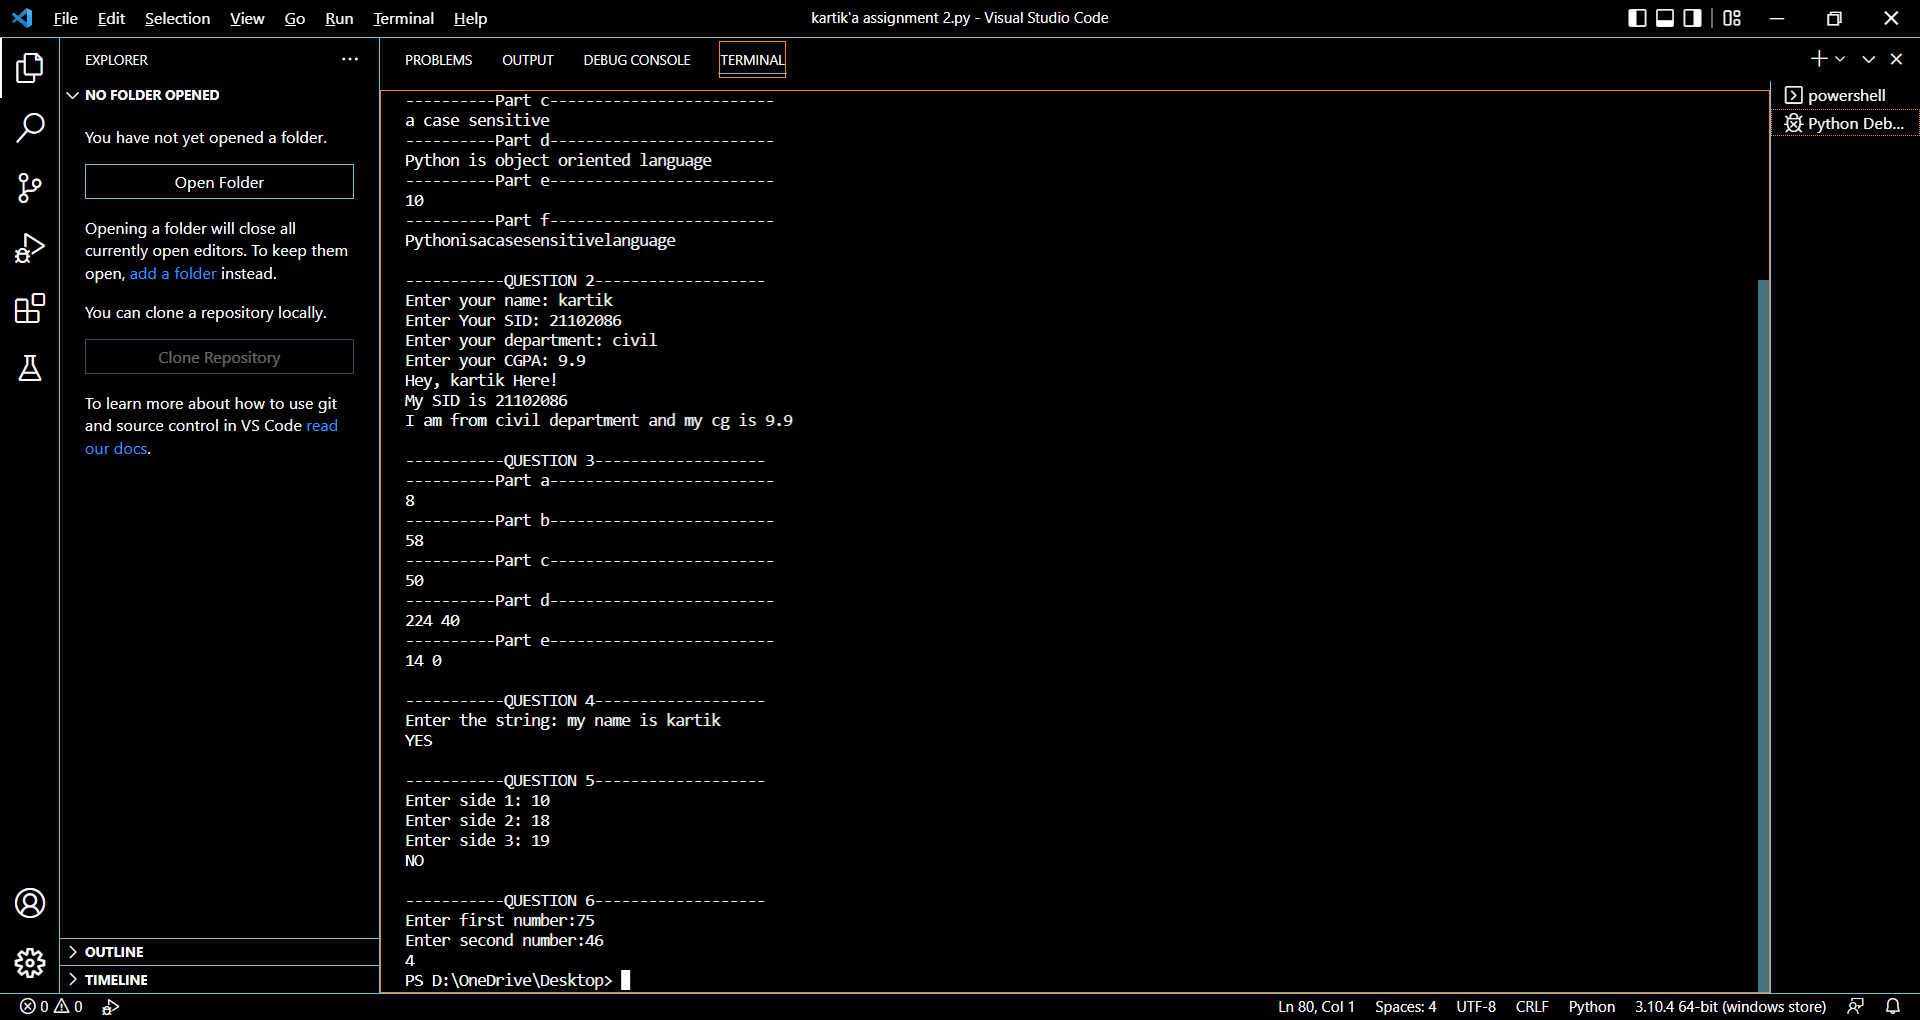 File Edit Selection View Go Run Terminal Help
kartik'a assignment 2.py - Visual Studio Code
EXPLORER
NO FOLDER OPENED
You have not yet opened a folder.
Open Folder
Opening a folder will close all
currently open editors. To keep them
open, add a folder instead.
You can clone a repository locally.
Clone Repository
To learn more about how to use git
and source control in VS Code read
our docs.
OUTLINE
TIMELINE
PROBLEMS OUTPUT DEBUG CONSOLE TERMINAL
----------Part c-------------------------
a case sensitive
----------Part d-------------------------
Python is object oriented language
----------Part e-------------------------
10
----------Part f-------------------------
Pythonisacasesensitivelanguage
-----------QUESTION 2-------------------
Enter your name: kartik
Enter Your SID: 21102086
Enter your department: civil
Enter your CGPA: 9.9
Hey, kartik Here!
My SID is 21102086
I am from civil department and my cg is 9.9
-----------QUESTION 3-------------------
----------Part a-------------------------
8
----------Part b-------------------------
58
----------Part c-------------------------
50
----------Part d-------------------------
224 40
----------Part e-------------------------
14 0
-----------QUESTION 4-------------------
Enter the string: my name is kartik
YES
-----------QUESTION 5-------------------
Enter side 1: 10
Enter side 2: 18
Enter side 3: 19
NO
-----------QUESTION 6-------------------
Enter first number:75
Enter second number:46
4
PS D:\OneDrive\Desktop>
powershell
Python Deb...
0 0
Ln 80, Col 1 Spaces: 4 UTF-8 CRLF Python 3.10.4 64-bit (windows store)